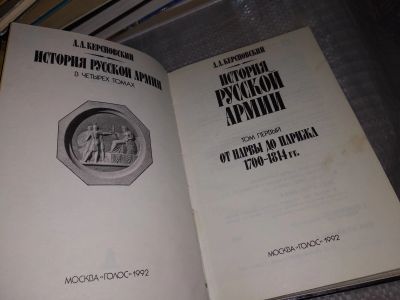 А.А.КЕРСНОВСКИЙ
ИСТОРИЯ РУССКОЙ АРМИИ
В ЧЕТЫРЕХ ТОМАХ
МОСКВА «ГОЛОС» 1992
А.А.КЕРСНОВСКИЙ
ИСТОРИЯ
РУССКОЙ
АРМИИ
ТОМ ПЕРВЫЙ
ОТ НАРВЫ ДО ПАРИЖА
1700–1814 гг.
МОСКВА «ГОЛОС» 1992